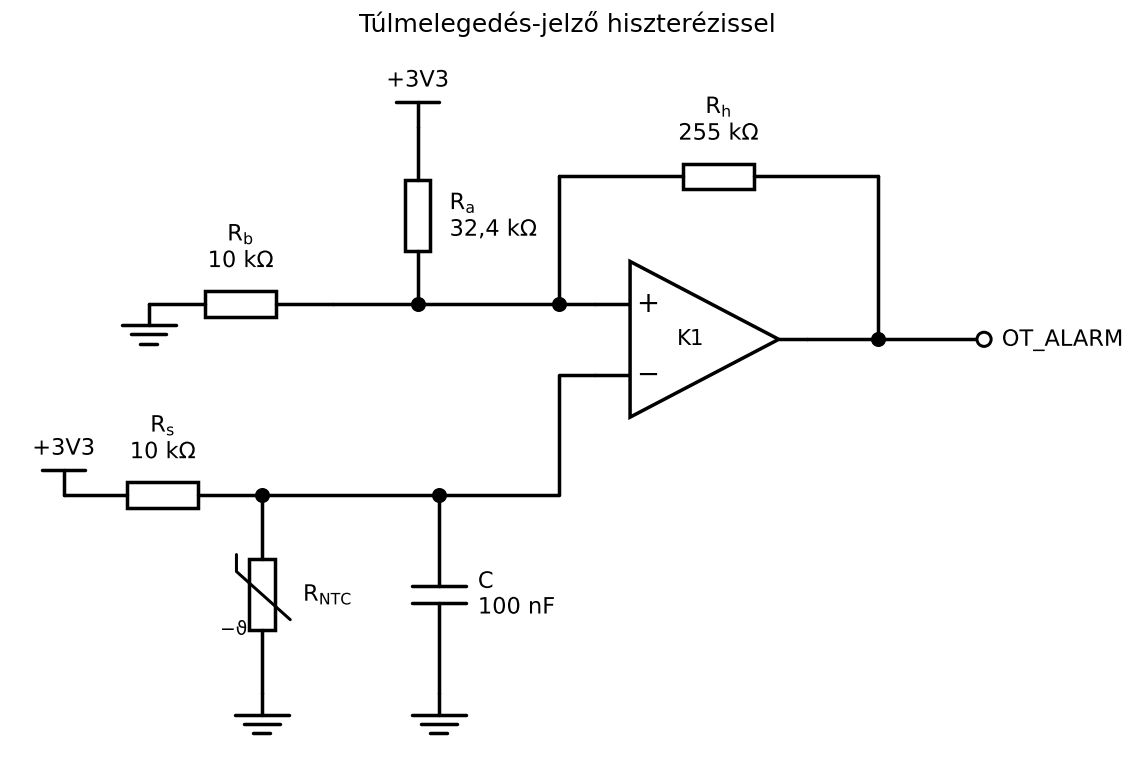 Túlmelegedés-jelző hiszterézissel
+3V3
Rh
255 kΩ
Ra
32,4 kΩ
Rb
10 kΩ
+
K1
−
OT_ALARM
Rs
10 kΩ
+3V3
RNTC
−ϑ
C
100 nF